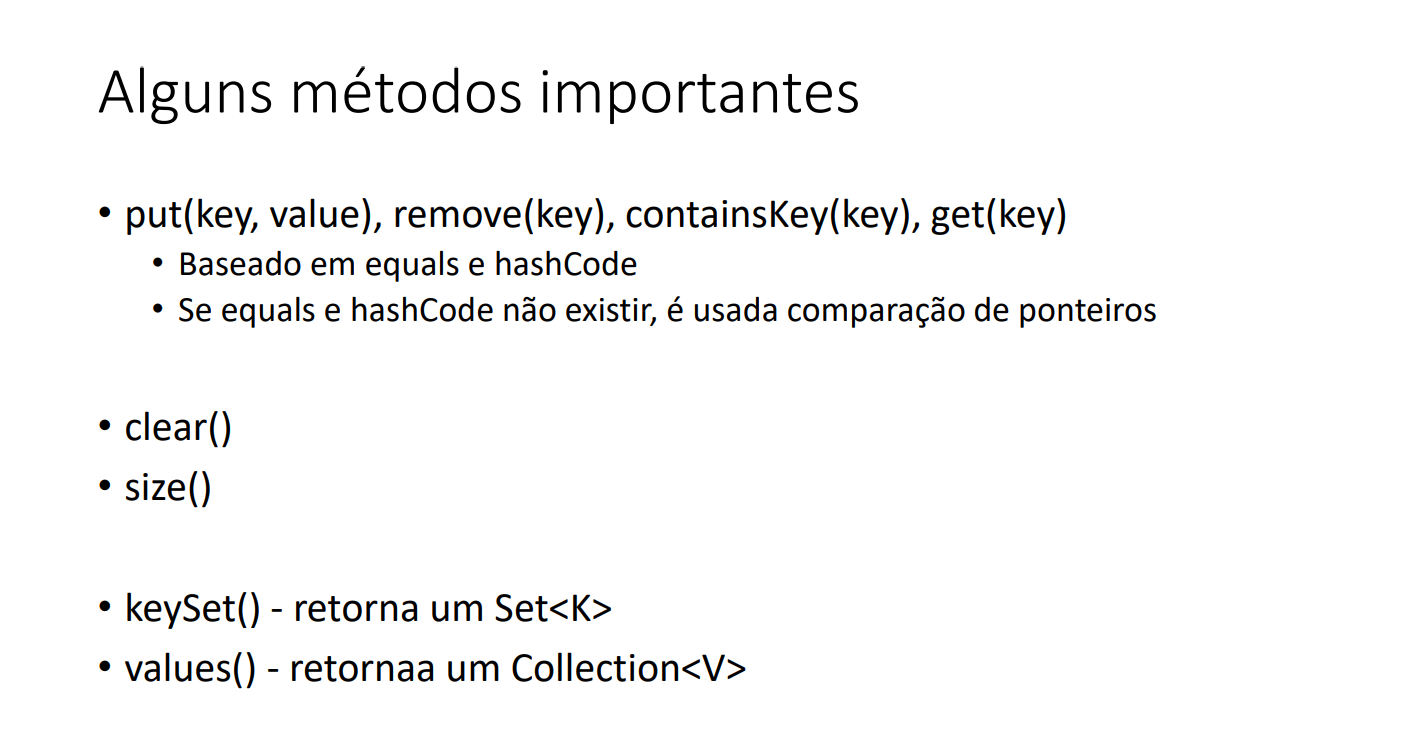 Alguns métodos importantes
• put(key, value), remove(key), containsKey(key), get(key)
• Baseado em equals e hashCode
• Se equals e hashCode não existir, é usada comparação de ponteiros
• clear()
• size()
• keySet() - retorna um Set<K>
• values() - retornaa um Collection<V>